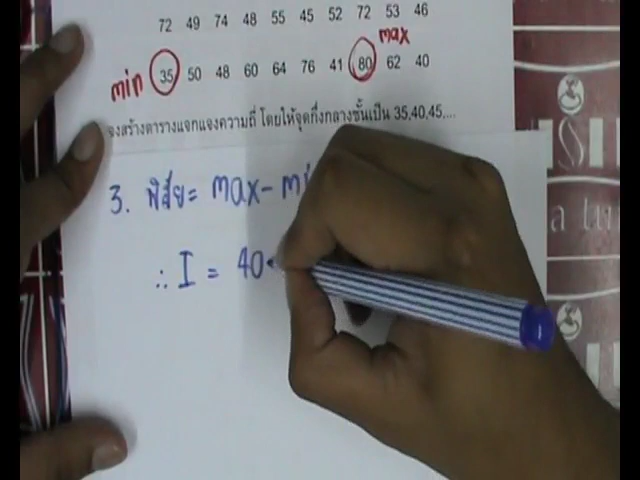 72 49 74 48 55 45 52 72 53 46
max
min 35 50 48 60 64 76 41 80 62 40
จงสร้างตารางแจกแจงความถี่ โดยให้จุดกึ่งกลางชั้นเป็น 35,40,45,...
3. พิสัย= max - mi
∴ I = 40